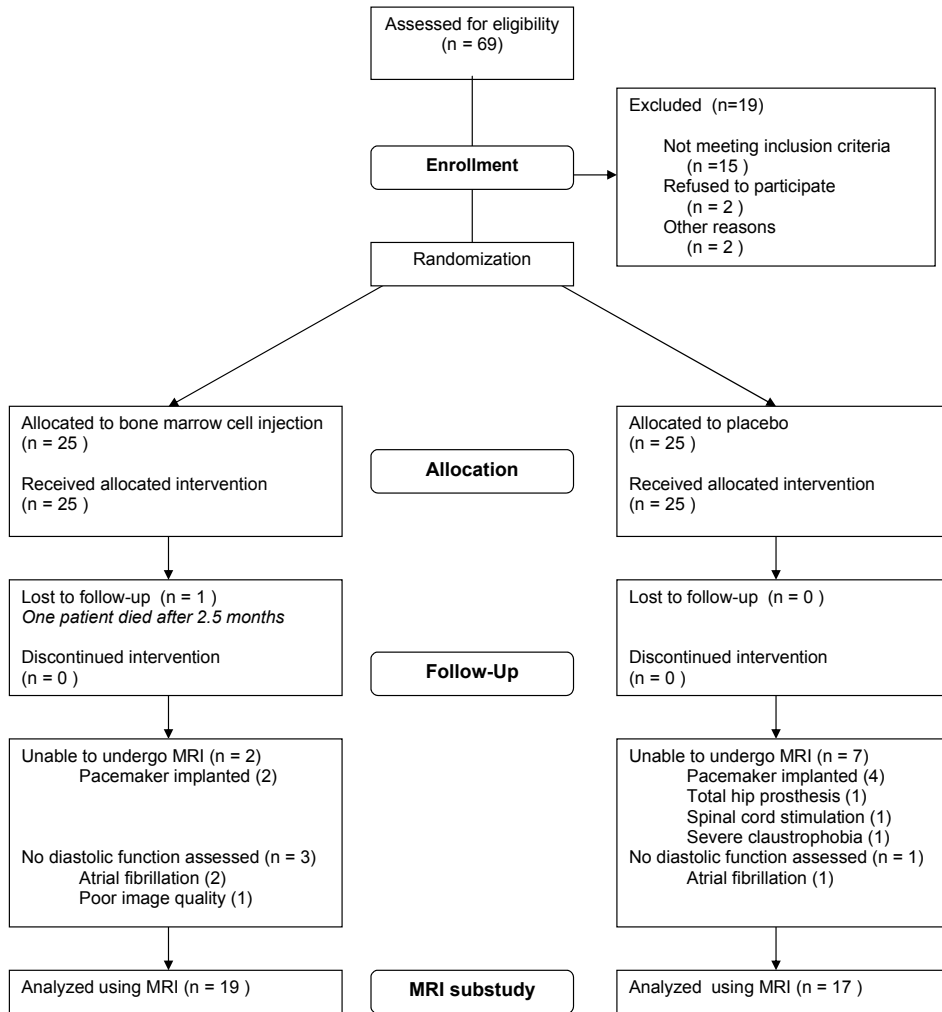 Assessed for eligibility
(n = 69)
Excluded (n=19)
Not meeting inclusion criteria
(n =15 )
Refused to participate
(n = 2 )
Other reasons
(n = 2 )
Enrollment
Randomization
Allocated to bone marrow cell injection
(n = 25 )
Received allocated intervention
(n = 25 )
Allocation
Allocated to placebo
(n = 25 )
Received allocated intervention
(n = 25 )
Lost to follow-up (n = 1 )
One patient died after 2.5 months
Discontinued intervention
(n = 0 )
Follow-Up
Lost to follow-up (n = 0 )
Discontinued intervention
(n = 0 )
Unable to undergo MRI (n = 2)
Pacemaker implanted (2)
No diastolic function assessed (n = 3)
Atrial fibrillation (2)
Poor image quality (1)
Unable to undergo MRI (n = 7)
Pacemaker implanted (4)
Total hip prosthesis (1)
Spinal cord stimulation (1)
Severe claustrophobia (1)
No diastolic function assessed (n = 1)
Atrial fibrillation (1)
Analyzed using MRI (n = 19 )
MRI substudy
Analyzed using MRI (n = 17 )